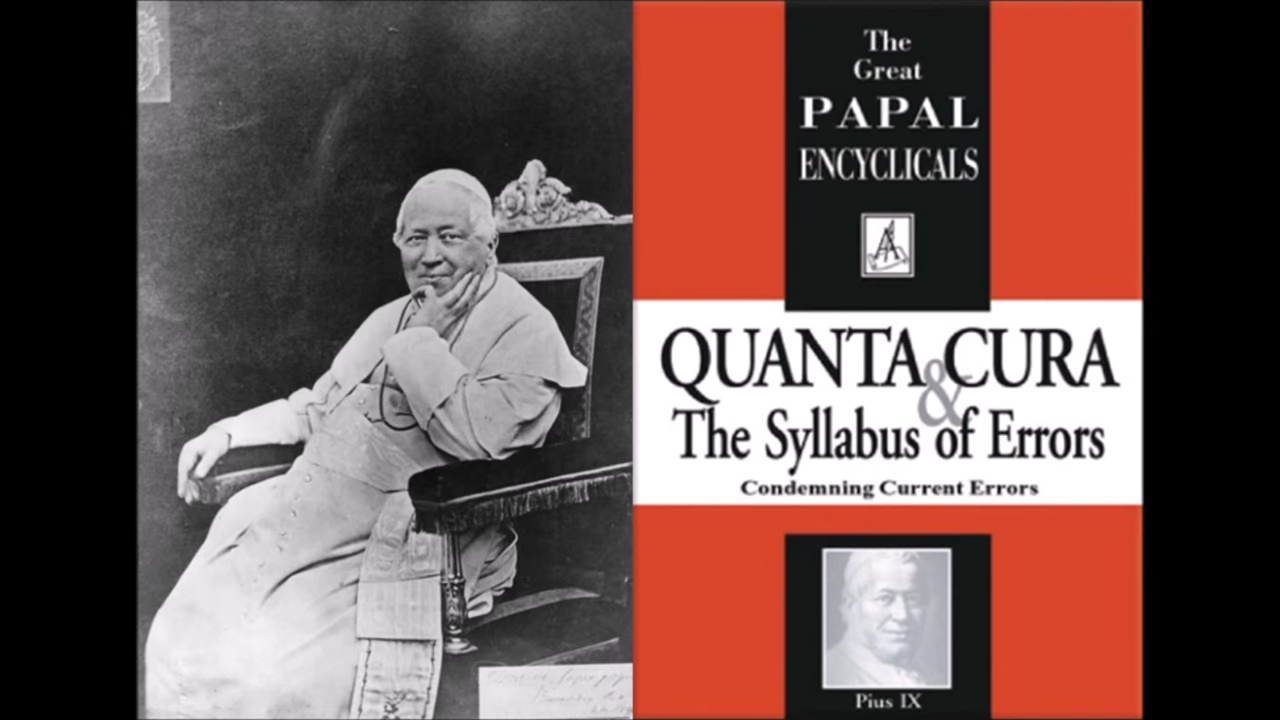 The
Great
PAPAL
ENCYCLICALS
QUANTA CURA
&
The Syllabus of Errors
Condemning Current Errors
Pius IX